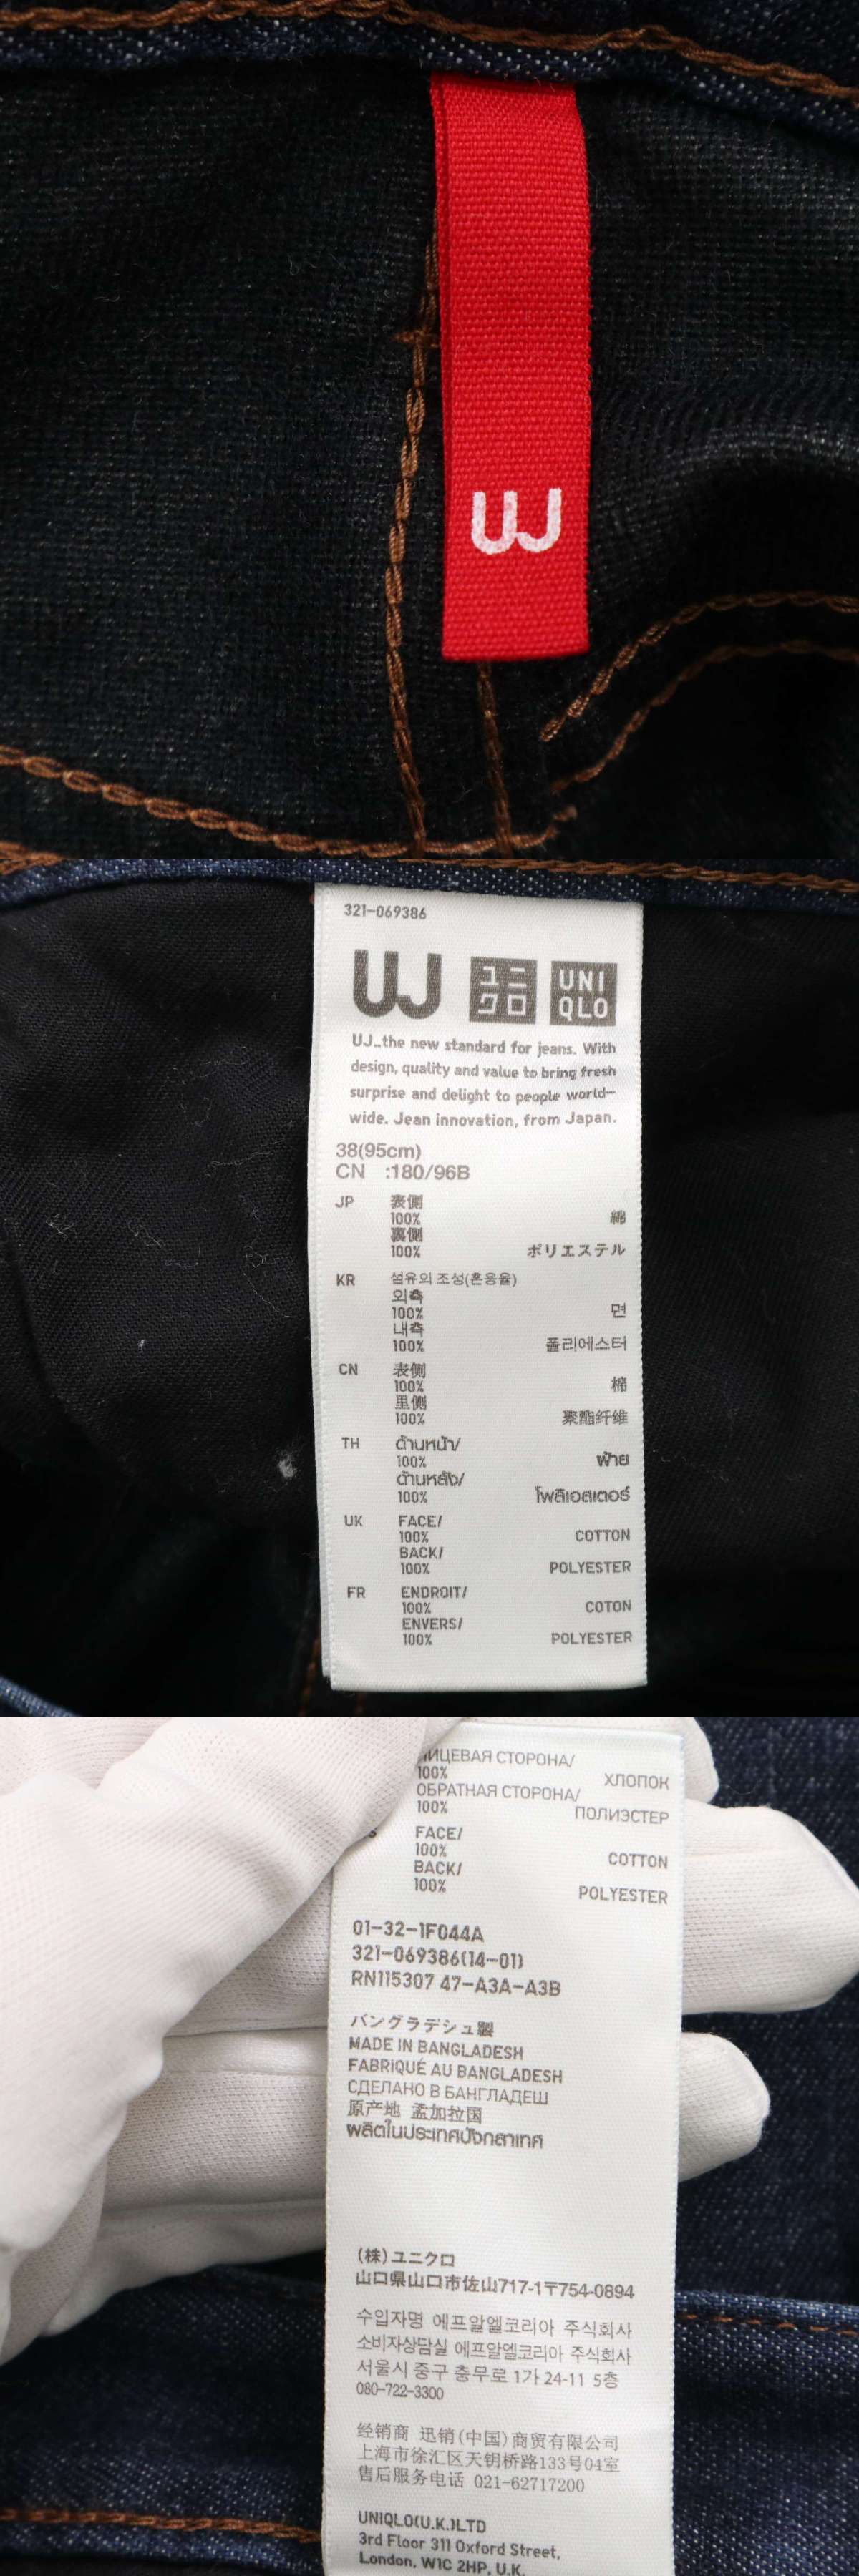 UJ
321-069386
UJ ユニクロ UNIQLO
UJ...the new standard for jeans. With
design, quality and value to bring fresh
surprise and delight to people world-
wide. Jean innovation, from Japan.
38(95cm)
CN :180/96B
JP 表側
100% 綿
裏側
100% ポリエステル
KR 섬유의 조성(혼용율)
외측
100% 면
내측
100% 폴리에스터
CN 表侧
100% 棉
里侧
100% 聚酯纤维
TH ด้านหน้า/
100% ฝ้าย
ด้านหลัง/
100% โพลิเอสเตอร์
UK FACE/
100% COTTON
BACK/
100% POLYESTER
FR ENDROIT/
100% COTON
ENVERS/
100% POLYESTER
ЛИЦЕВАЯ СТОРОНА/
100% ХЛОПОК
ОБРАТНАЯ СТОРОНА/
100% ПОЛИЭСТЕР
S FACE/
100% COTTON
BACK/
100% POLYESTER
01-32-1F044A
321-069386(14-01)
RN115307 47-A3A-A3B
バングラデシュ製
MADE IN BANGLADESH
FABRIQUÉ AU BANGLADESH
СДЕЛАНО В БАНГЛАДЕШ
原产地 孟加拉国
ผลิตในประเทศบังกลาเทศ
(株)ユニクロ
山口県山口市佐山717-1〒754-0894
수입자명 에프알엘코리아 주식회사
소비자상담실 에프알엘코리아 주식회사
서울시 중구 충무로 1가 24-11 5층
080-722-3300
经销商 迅销(中国)商贸有限公司
上海市徐汇区天钥桥路133号04室
售后服务电话 021-62717200
UNIQLO(U.K.)LTD
3rd Floor 311 Oxford Street,
London, W1C 2HP, U.K.